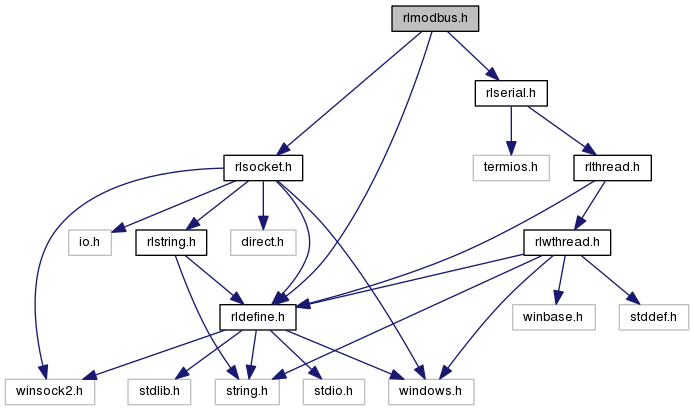 rlmodbus.h
rlserial.h
rlsocket.h
termios.h
rlthread.h
io.h
rlstring.h
direct.h
rlwthread.h
rldefine.h
winbase.h
stddef.h
winsock2.h
stdlib.h
string.h
stdio.h
windows.h